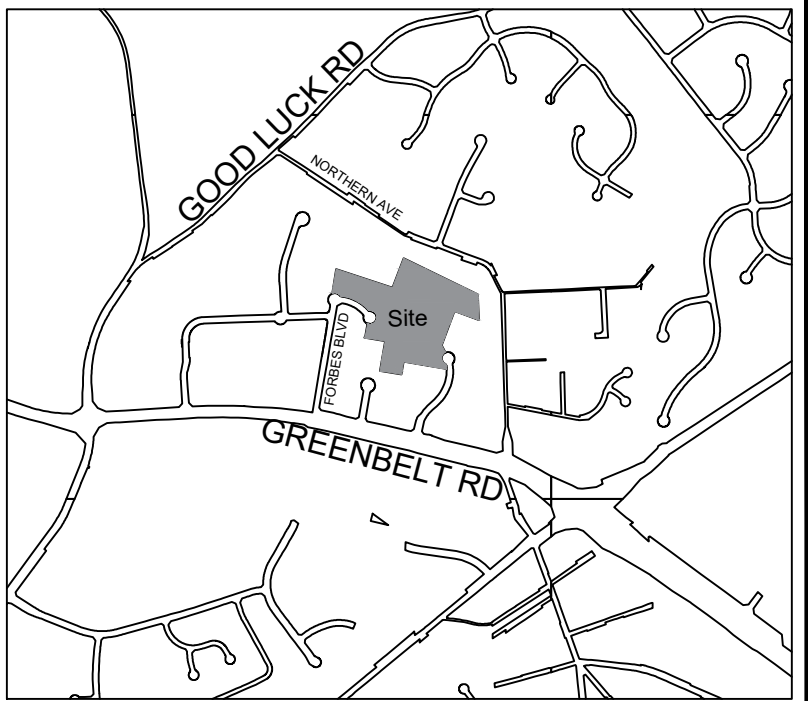 GOOD LUCK RD
NORTHERN AVE
Site
FORBES BLVD
GREENBELT RD